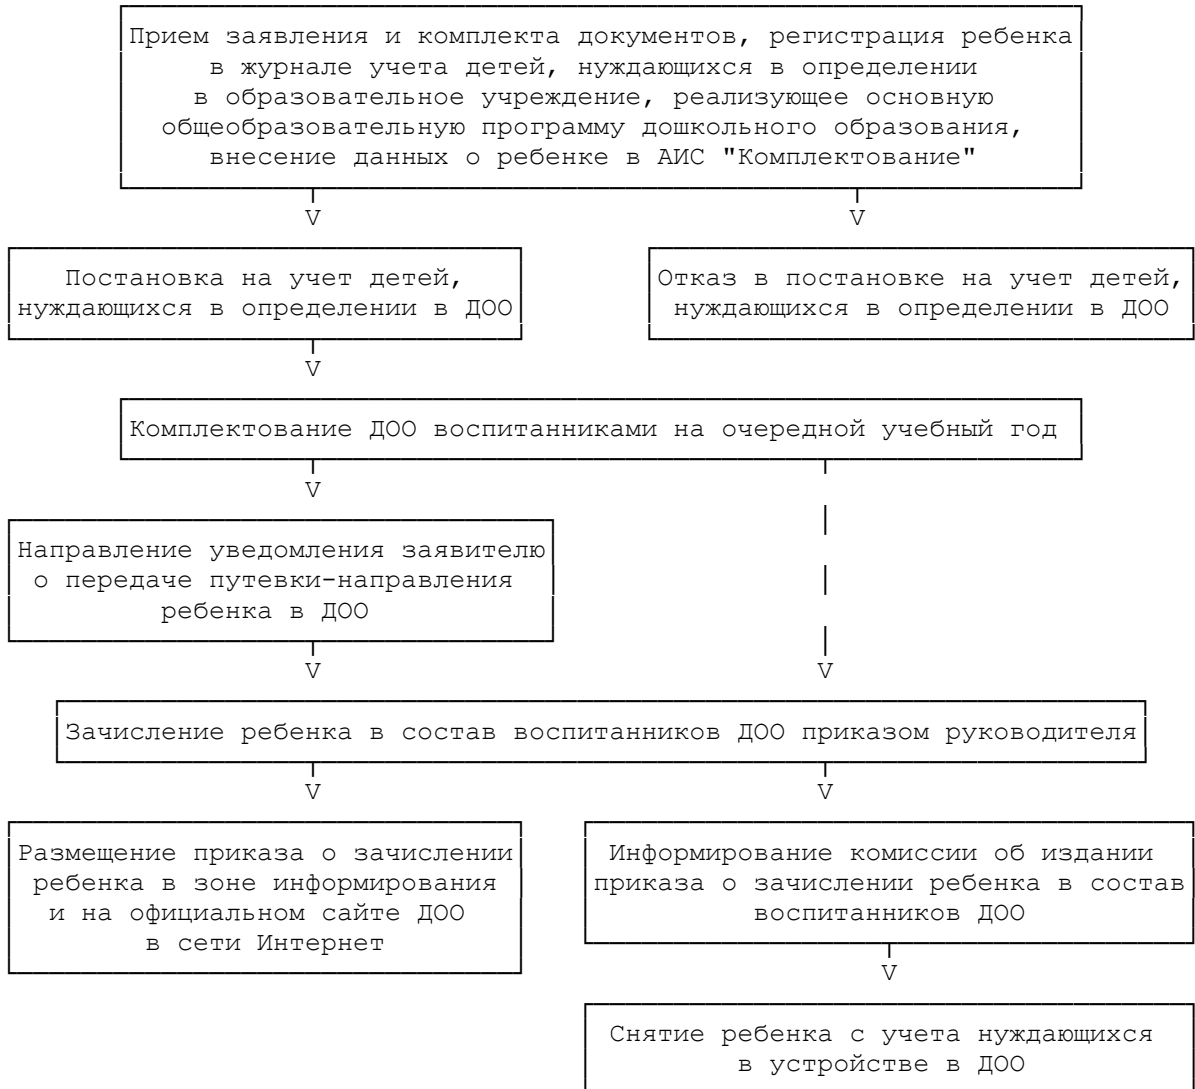 Прием заявления и комплекта документов, регистрация ребенка
в журнале учета детей, нуждающихся в определении
в образовательное учреждение, реализующее основную
общеобразовательную программу дошкольного образования,
внесение данных о ребенке в АИС "Комплектование"
V
V
Постановка на учет детей,
нуждающихся в определении в ДОО
Отказ в постановке на учет детей,
нуждающихся в определении в ДОО
V
Комплектование ДОО воспитанниками на очередной учебный год
V
Направление уведомления заявителю
о передаче путевки-направления
ребенка в ДОО
V
V
Зачисление ребенка в состав воспитанников ДОО приказом руководителя
V
V
Размещение приказа о зачислении
ребенка в зоне информирования
и на официальном сайте ДОО
в сети Интернет
Информирование комиссии об издании
приказа о зачислении ребенка в состав
воспитанников ДОО
V
Снятие ребенка с учета нуждающихся
в устройстве в ДОО